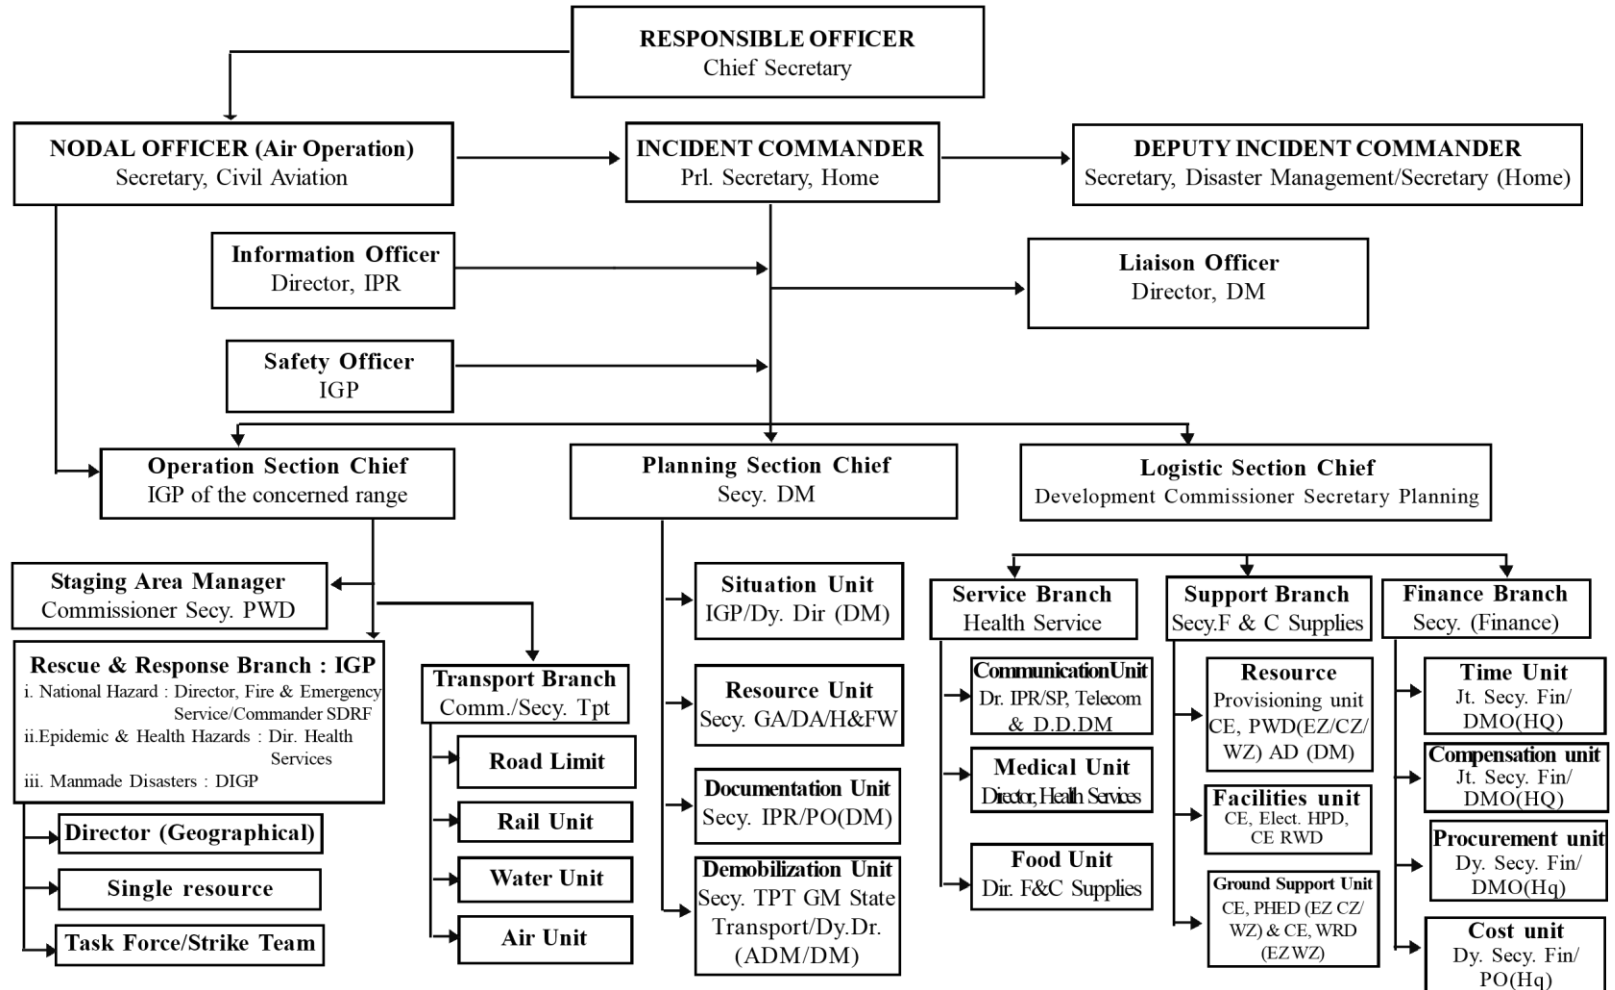 RESPONSIBLE OFFICER
Chief Secretary
NODAL OFFICER (Air Operation)
Secretary, Civil Aviation
INCIDENT COMMANDER
Prl. Secretary, Home
DEPUTY INCIDENT COMMANDER
Secretary, Disaster Management/Secretary (Home)
Information Officer
Director, IPR
Liaison Officer
Director, DM
Safety Officer
IGP
Operation Section Chief
IGP of the concerned range
Planning Section Chief
Secy. DM
Logistic Section Chief
Development Commissioner Secretary Planning
Staging Area Manager
Commissioner Secy. PWD
Rescue & Response Branch : IGP
i. National Hazard : Director, Fire & Emergency
Service/Commander SDRF
ii.Epidemic & Health Hazards : Dir. Health
Services
iii. Manmade Disasters : DIGP
Director (Geographical)
Single resource
Task Force/Strike Team
Transport Branch
Comm./Secy. Tpt
Road Limit
Rail Unit
Water Unit
Air Unit
Situation Unit
IGP/Dy. Dir (DM)
Resource Unit
Secy. GA/DA/H&FW
Documentation Unit
Secy. IPR/PO(DM)
Demobilization Unit
Secy. TPT GM State
Transport/Dy.Dr.
(ADM/DM)
Service Branch
Health Service
Communication Unit
Dr. IPR/SP, Telecom
& D.D.DM
Medical Unit
Director, Health Services
Food Unit
Dir. F&C Supplies
Support Branch
Secy.F & C Supplies
Resource
Provisioning unit
CE, PWD(EZ/CZ/
WZ) AD (DM)
Facilities unit
CE, Elect. HPD,
CE RWD
Ground Support Unit
CE, PHED (EZ CZ/
WZ) & CE, WRD
(EZ WZ)
Finance Branch
Secy. (Finance)
Time Unit
Jt. Secy. Fin/
DMO(HQ)
Compensation unit
Jt. Secy. Fin/
DMO(HQ)
Procurement unit
Dy. Secy. Fin/
DMO(Hq)
Cost unit
Dy. Secy. Fin/
PO(Hq)